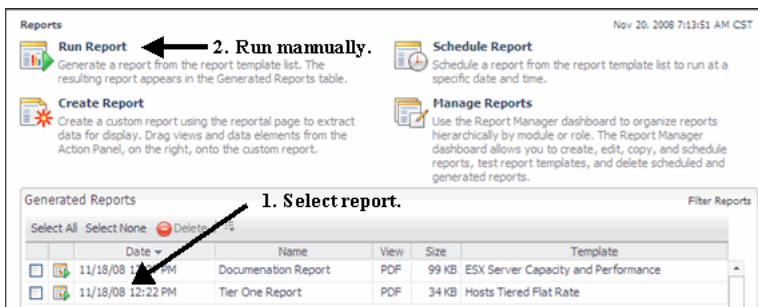 Reports
Nov 20, 2008 7:13:51 AM CST
Run Report
2. Run mannually.
Generate a report from the report template list. The
resulting report appears in the Generated Reports table.
Schedule Report
Schedule a report from the report template list to run at a
specific date and time.
Create Report
Create a custom report using the reportal page to extract
data for display. Drag views and data elements from the
Action Panel, on the right, onto the custom report.
Manage Reports
Use the Report Manager dashboard to organize reports
hierarchically by module or role. The Report Manager
dashboard allows you to create, edit, copy, and schedule
reports, test report templates, and delete scheduled and
generated reports.
Generated Reports
1. Select report.
Filter Reports
Select All Select None Delete
Date Name View Size Template
11/18/08 PM Documenation Report PDF 99 KB ESX Server Capacity and Performance
11/18/08 12:22 PM Tier One Report PDF 34 KB Hosts Tiered Flat Rate